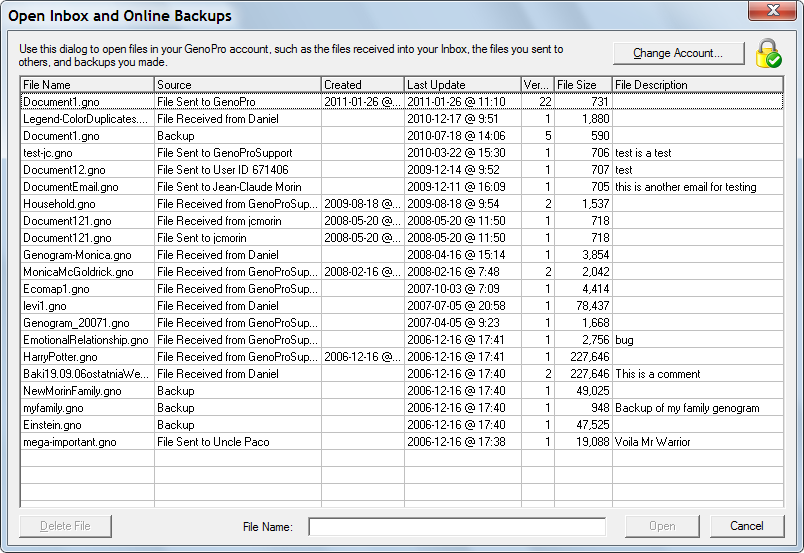 Open Inbox and Online Backups
Use this dialog to open files in your GenoPro account, such as the files received into your Inbox, the files you sent to
others, and backups you made.
Change Account...
File Name Source Created Last Update Ver... File Size File Description
Document1.gno File Sent to GenoPro 2011-01-26 @... 2011-01-26 @ 11:10 22 731
Legend-ColorDuplicates.... File Received from Daniel 2010-12-17 @ 9:51 1 1,880
Document1.gno Backup 2010-07-18 @ 14:06 5 590
test-jc.gno File Sent to GenoProSupport 2010-03-22 @ 15:30 1 706 test is a test
Document12.gno File Sent to User ID 671406 2009-12-14 @ 9:52 1 707 test
DocumentEmail.gno File Sent to Jean-Claude Morin 2009-12-11 @ 16:09 1 705 this is another email for testing
Household.gno File Received from GenoProSup... 2009-08-18 @... 2009-08-18 @ 9:54 2 1,537
Document121.gno File Received from jcmorin 2008-05-20 @... 2008-05-20 @ 11:50 1 718
Document121.gno File Sent to jcmorin 2008-05-20 @... 2008-05-20 @ 11:50 1 718
Genogram-Monica.gno File Received from Daniel 2008-04-16 @ 15:14 1 3,854
MonicaMcGoldrick.gno File Received from GenoProSup... 2008-02-16 @... 2008-02-16 @ 7:48 2 2,042
Ecomap1.gno File Received from GenoProSup... 2007-10-03 @ 7:09 1 4,414
levi1.gno File Received from Daniel 2007-07-05 @ 20:58 1 78,437
Genogram_20071.gno File Received from GenoProSup... 2007-04-05 @ 9:23 1 1,668
EmotionalRelationship.gno File Received from GenoProSup... 2006-12-16 @ 17:41 1 2,756 bug
HarryPotter.gno File Received from GenoProSup... 2006-12-16 @... 2006-12-16 @ 17:41 1 227,646
Baki19.09.06ostatniaWe... File Received from Daniel 2006-12-16 @ 17:40 2 227,646 This is a comment
NewMorinFamily.gno Backup 2006-12-16 @ 17:40 1 49,025
myfamily.gno Backup 2006-12-16 @ 17:40 1 948 Backup of my family genogram
Einstein.gno Backup 2006-12-16 @ 17:40 1 47,525
mega-important.gno File Sent to Uncle Paco 2006-12-16 @ 17:38 1 19,088 Voila Mr Warrior
Delete File File Name: Open Cancel